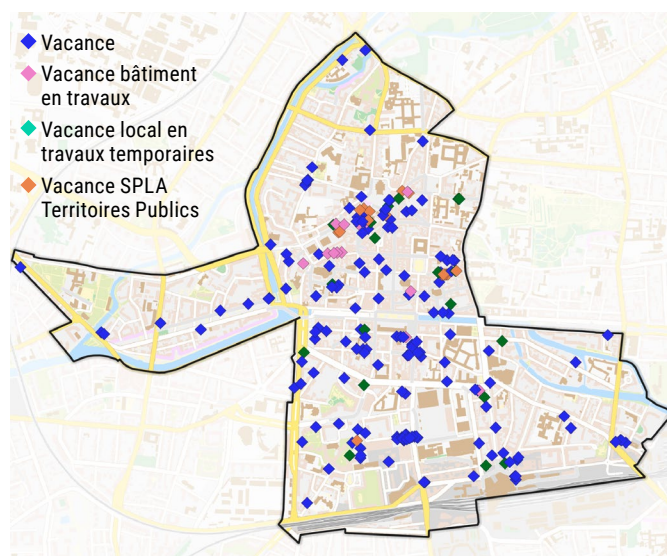 Vacance
Vacance bâtiment
en travaux
Vacance local en
travaux temporaires
Vacance SPLA
Territoires Publics